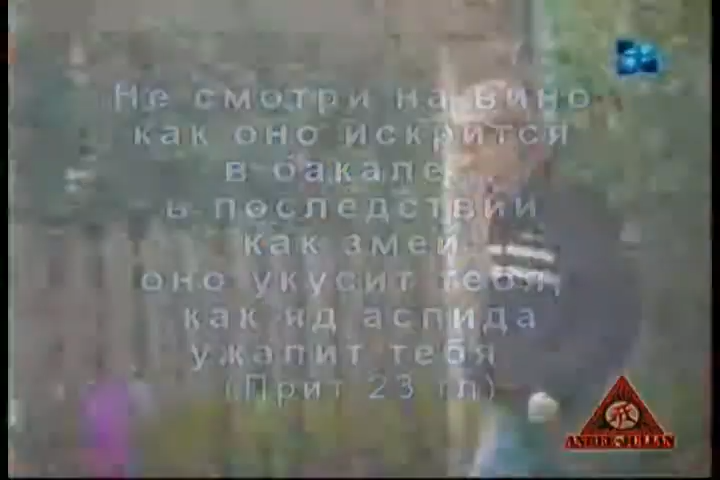 Не смотри на вино
как оно искрится
в бакале,
в последствии
как змей
оно укусит тебя,
как яд аспида
ужалит тебя
(Прит 23 гл)